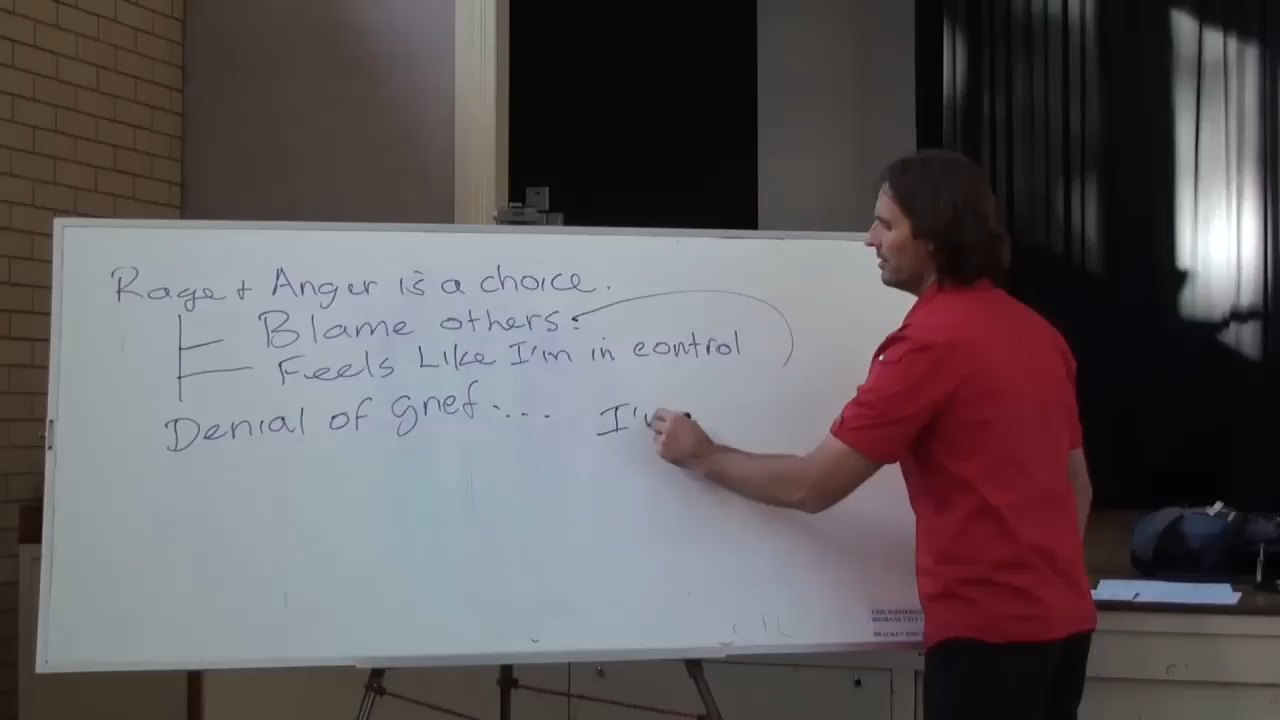 Rage + Anger is a choice.
Blame others.
Feels Like I'm in control
Denial of grief.... I'